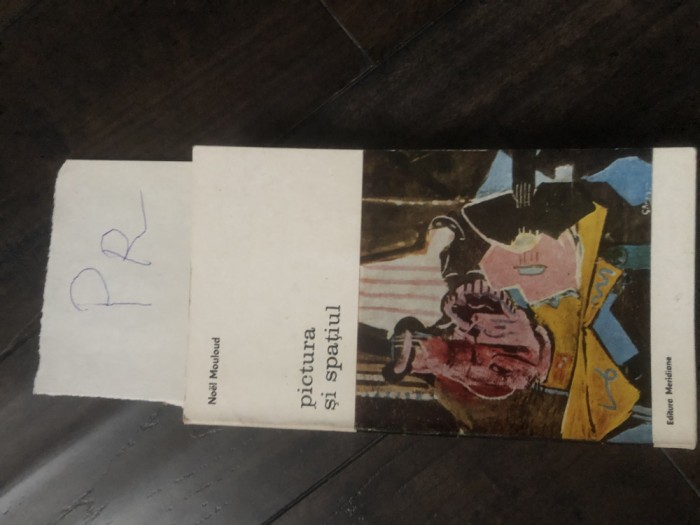 PR
Noël Mouloud
pictura
și spațiul
Editura Meridiane